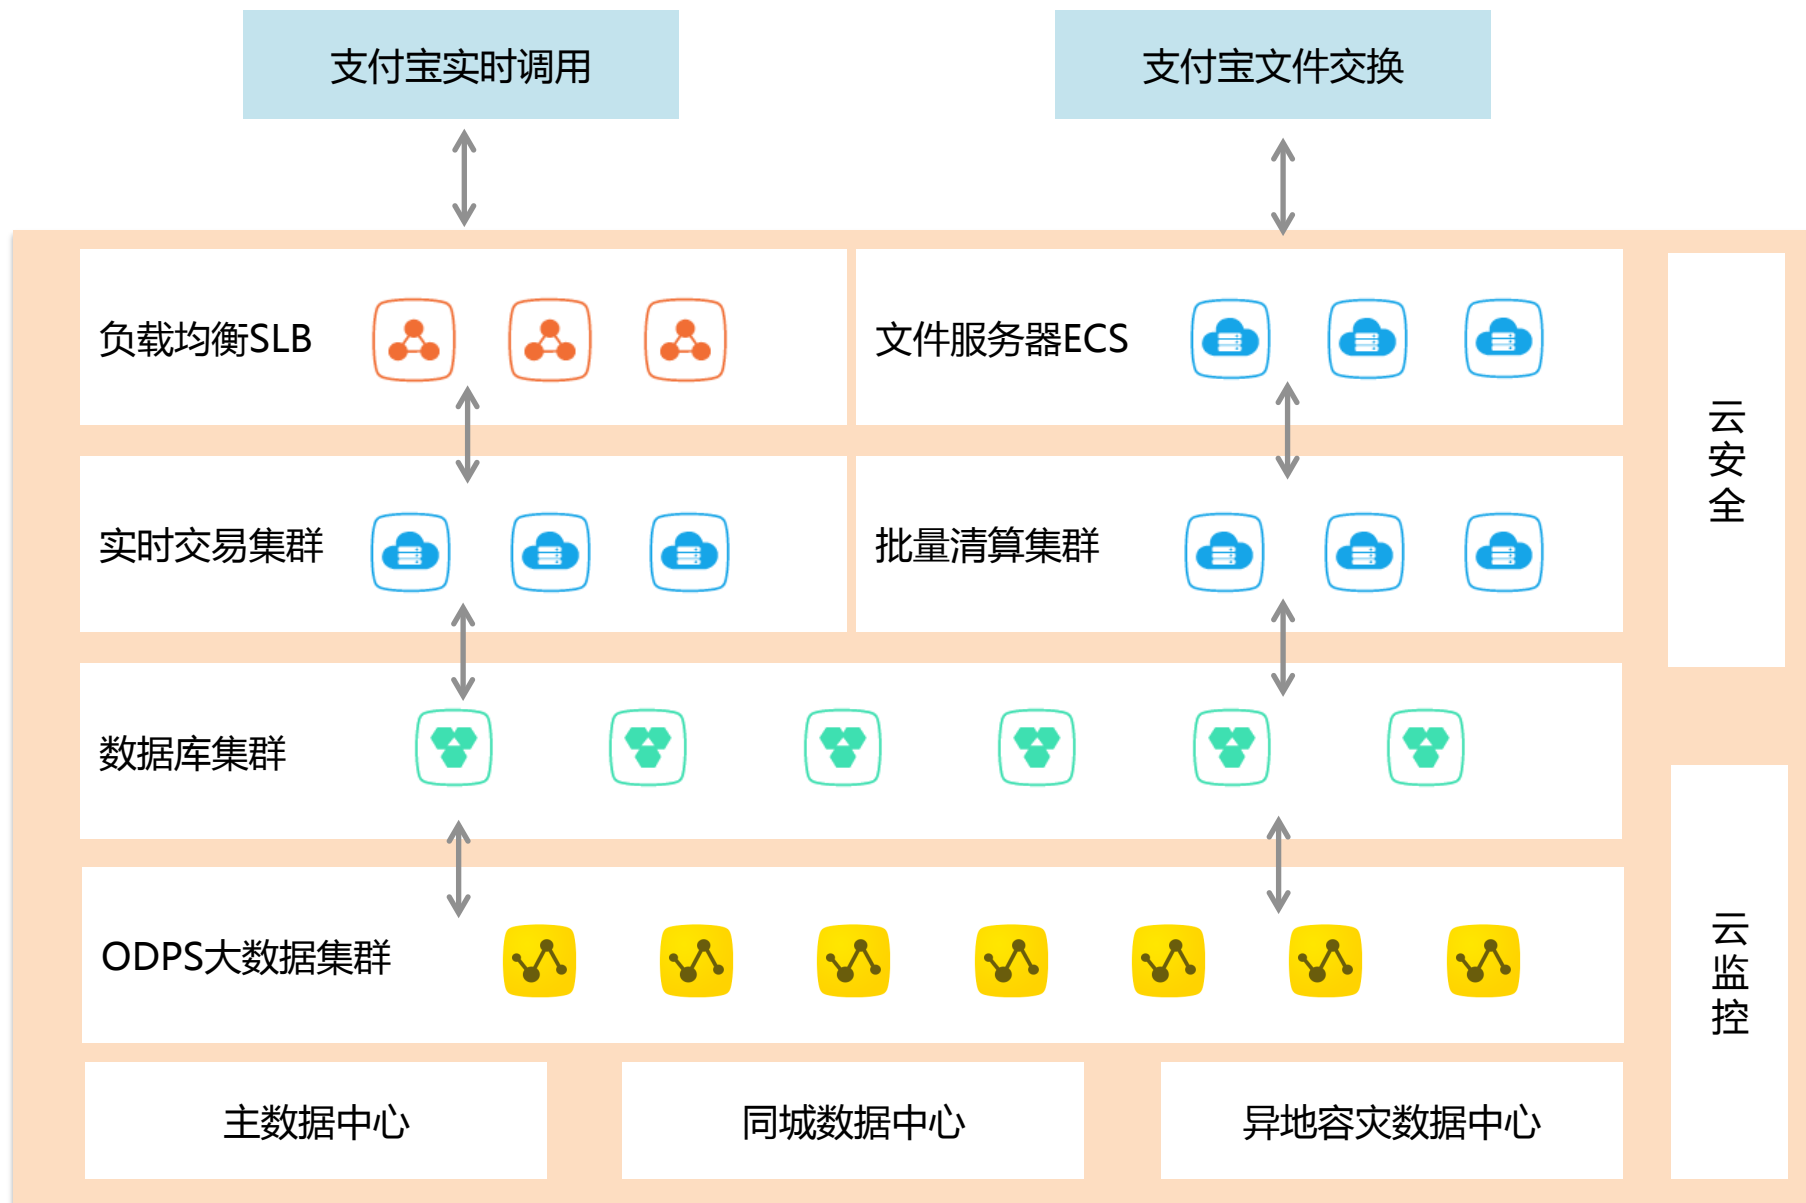 支付宝实时调用
支付宝文件交换
负载均衡SLB
文件服务器ECS
云安全
实时交易集群
批量清算集群
数据库集群
ODPS大数据集群
云监控
主数据中心
同城数据中心
异地容灾数据中心